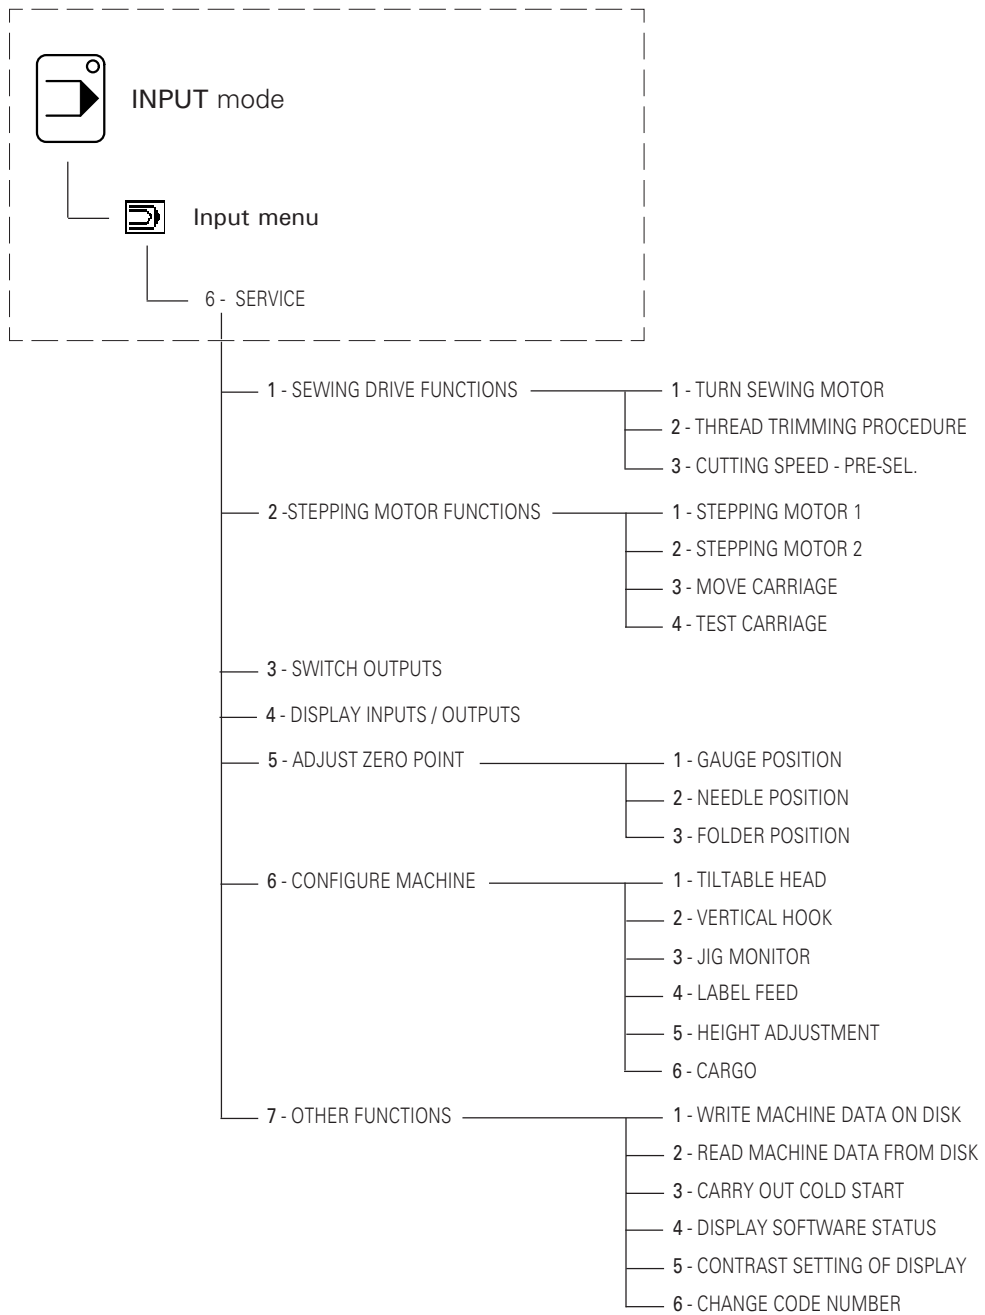 INPUT mode
Input menu
6 - SERVICE
1 - SEWING DRIVE FUNCTIONS
1 - TURN SEWING MOTOR
2 - THREAD TRIMMING PROCEDURE
3 - CUTTING SPEED - PRE-SEL.
2 -STEPPING MOTOR FUNCTIONS
1 - STEPPING MOTOR 1
2 - STEPPING MOTOR 2
3 - MOVE CARRIAGE
4 - TEST CARRIAGE
3 - SWITCH OUTPUTS
4 - DISPLAY INPUTS / OUTPUTS
5 - ADJUST ZERO POINT
1 - GAUGE POSITION
2 - NEEDLE POSITION
3 - FOLDER POSITION
6 - CONFIGURE MACHINE
1 - TILTABLE HEAD
2 - VERTICAL HOOK
3 - JIG MONITOR
4 - LABEL FEED
5 - HEIGHT ADJUSTMENT
6 - CARGO
7 - OTHER FUNCTIONS
1 - WRITE MACHINE DATA ON DISK
2 - READ MACHINE DATA FROM DISK
3 - CARRY OUT COLD START
4 - DISPLAY SOFTWARE STATUS
5 - CONTRAST SETTING OF DISPLAY
6 - CHANGE CODE NUMBER